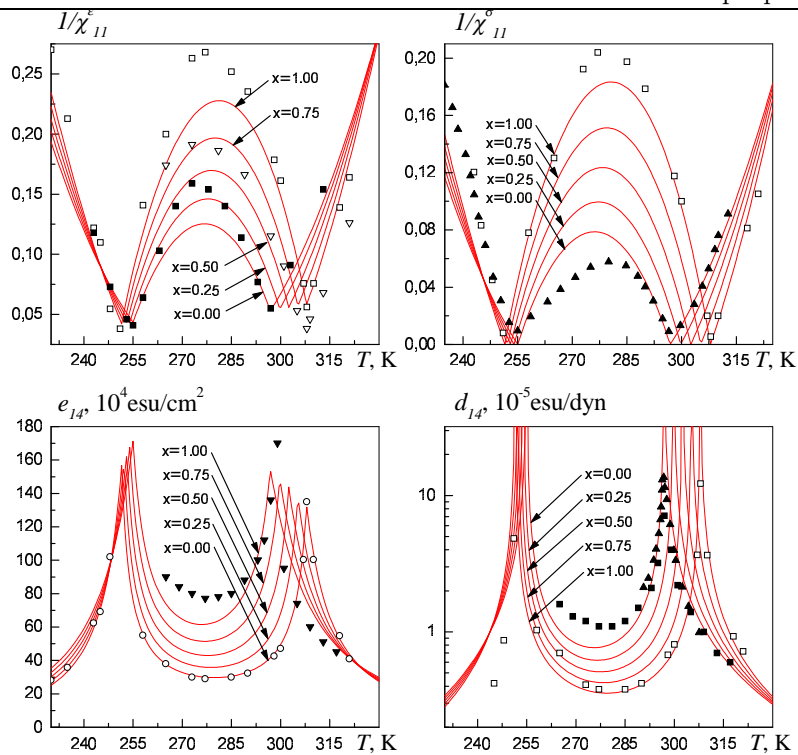 1/χ^ε_11
0,25
0,20
0,15
0,10
0,05
x=1.00
x=0.75
x=0.50
x=0.25
x=0.00
240 255 270 285 300 315 T, K
1/χ^σ_11
0,20
0,16
0,12
0,08
0,04
0,00
x=1.00
x=0.75
x=0.50
x=0.25
x=0.00
240 255 270 285 300 315 T, K
e_14, 10^4esu/cm^2
180
160
140
120
100
80
60
40
20
0
x=1.00
x=0.75
x=0.50
x=0.25
x=0.00
240 255 270 285 300 315 T, K
d_14, 10^-5esu/dyn
10
1
x=0.00
x=0.25
x=0.50
x=0.75
x=1.00
240 255 270 285 300 315 T, K